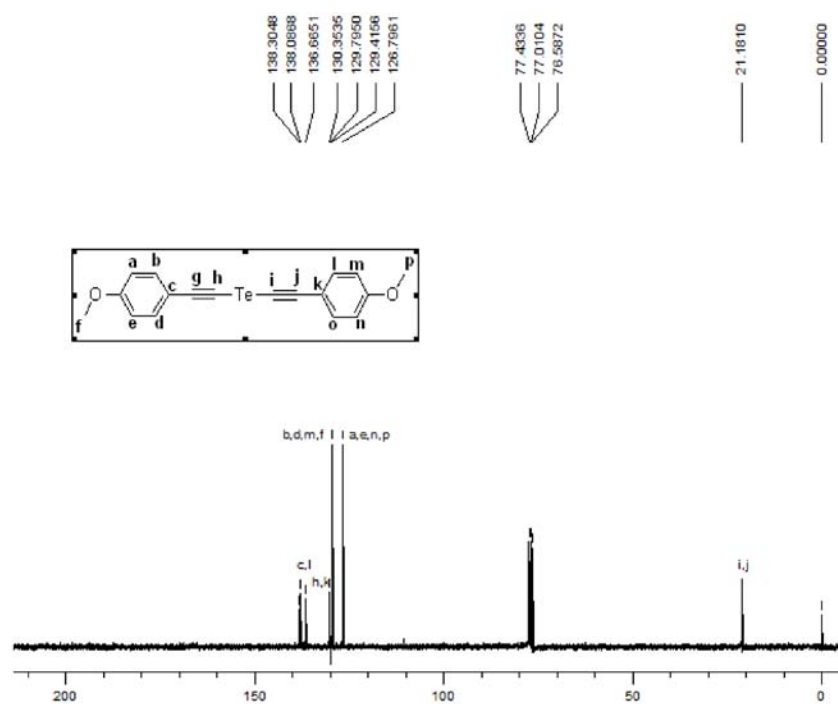 138.3048
138.0868
136.6651
130.3535
129.7950
129.4156
126.7961
77.4336
77.0104
76.5872
21.1810
0.00000
a b g h i j l m p
O c Te k O
f e d o n
b,d,m,f a,e,n,p
c,l
h,k
i,j
200 150 100 50 0